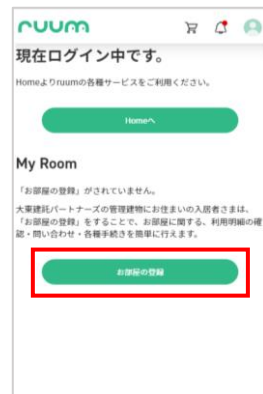 ruum
現在ログイン中です。
Homeよりruumの各種サービスをご利用ください。
Homeへ
My Room
「お部屋の登録」がされていません。
大東建託パートナーズの管理建物にお住まいの入居者さまは、
「お部屋の登録」をすることで、お部屋に関する、利用明細の確
認・問い合わせ・各種手続きを簡単に行えます。
お部屋の登録